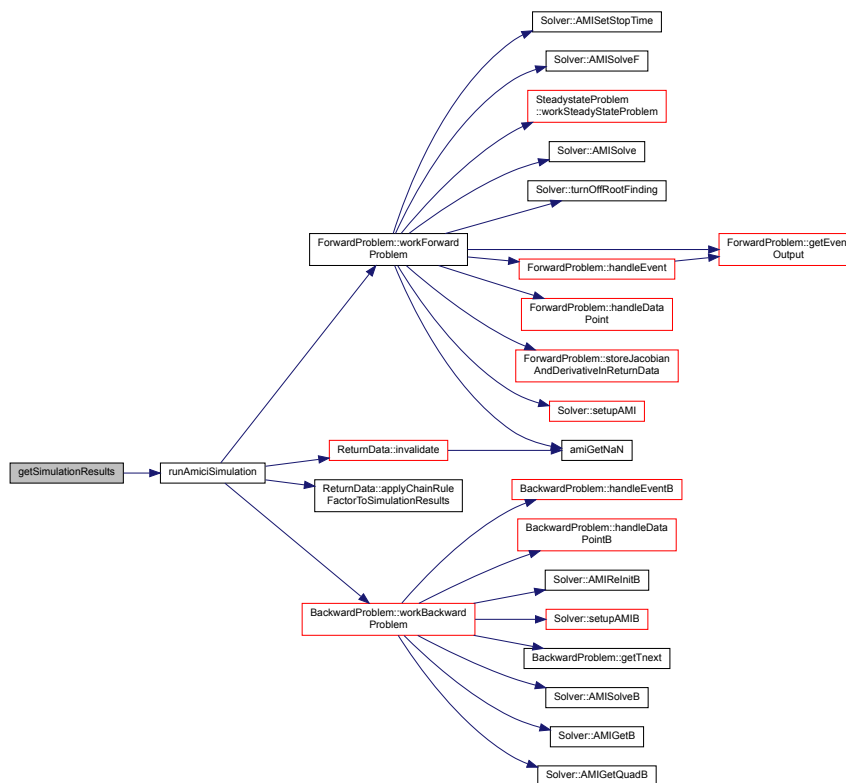 Solver::AMISetStopTime
Solver::AMISolveF
SteadystateProblem
::workSteadyStateProblem
Solver::AMISolve
Solver::turnOffRootFinding
ForwardProblem::workForward
Problem
ForwardProblem::getEven
Output
ForwardProblem::handleEvent
ForwardProblem::handleData
Point
ForwardProblem::storeJacobian
AndDerivativeInReturnData
Solver::setupAMI
getSimulationResults
runAmiciSimulation
ReturnData::invalidate
amiGetNaN
ReturnData::applyChainRule
FactorToSimulationResults
BackwardProblem::handleEventB
BackwardProblem::handleData
PointB
Solver::AMIReInitB
BackwardProblem::workBackward
Problem
Solver::setupAMIB
BackwardProblem::getTnext
Solver::AMISolveB
Solver::AMIGetB
Solver::AMIGetQuadB